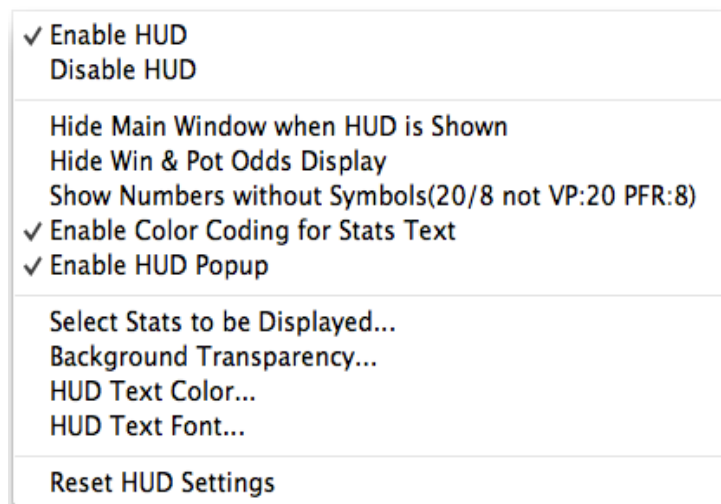 ✓ Enable HUD
Disable HUD
Hide Main Window when HUD is Shown
Hide Win & Pot Odds Display
Show Numbers without Symbols(20/8 not VP:20 PFR:8)
✓ Enable Color Coding for Stats Text
✓ Enable HUD Popup
Select Stats to be Displayed...
Background Transparency...
HUD Text Color...
HUD Text Font...
Reset HUD Settings